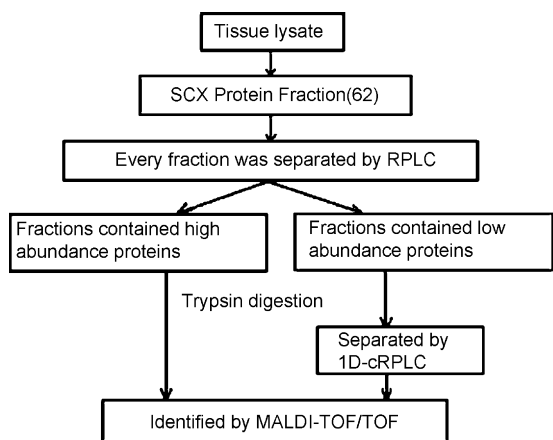 Tissue lysate
SCX Protein Fraction(62)
Every fraction was separated by RPLC
Fractions contained high
abundance proteins
Fractions contained low
abundance proteins
Trypsin digestion
Separated by
1D-cRPLC
Identified by MALDI-TOF/TOF